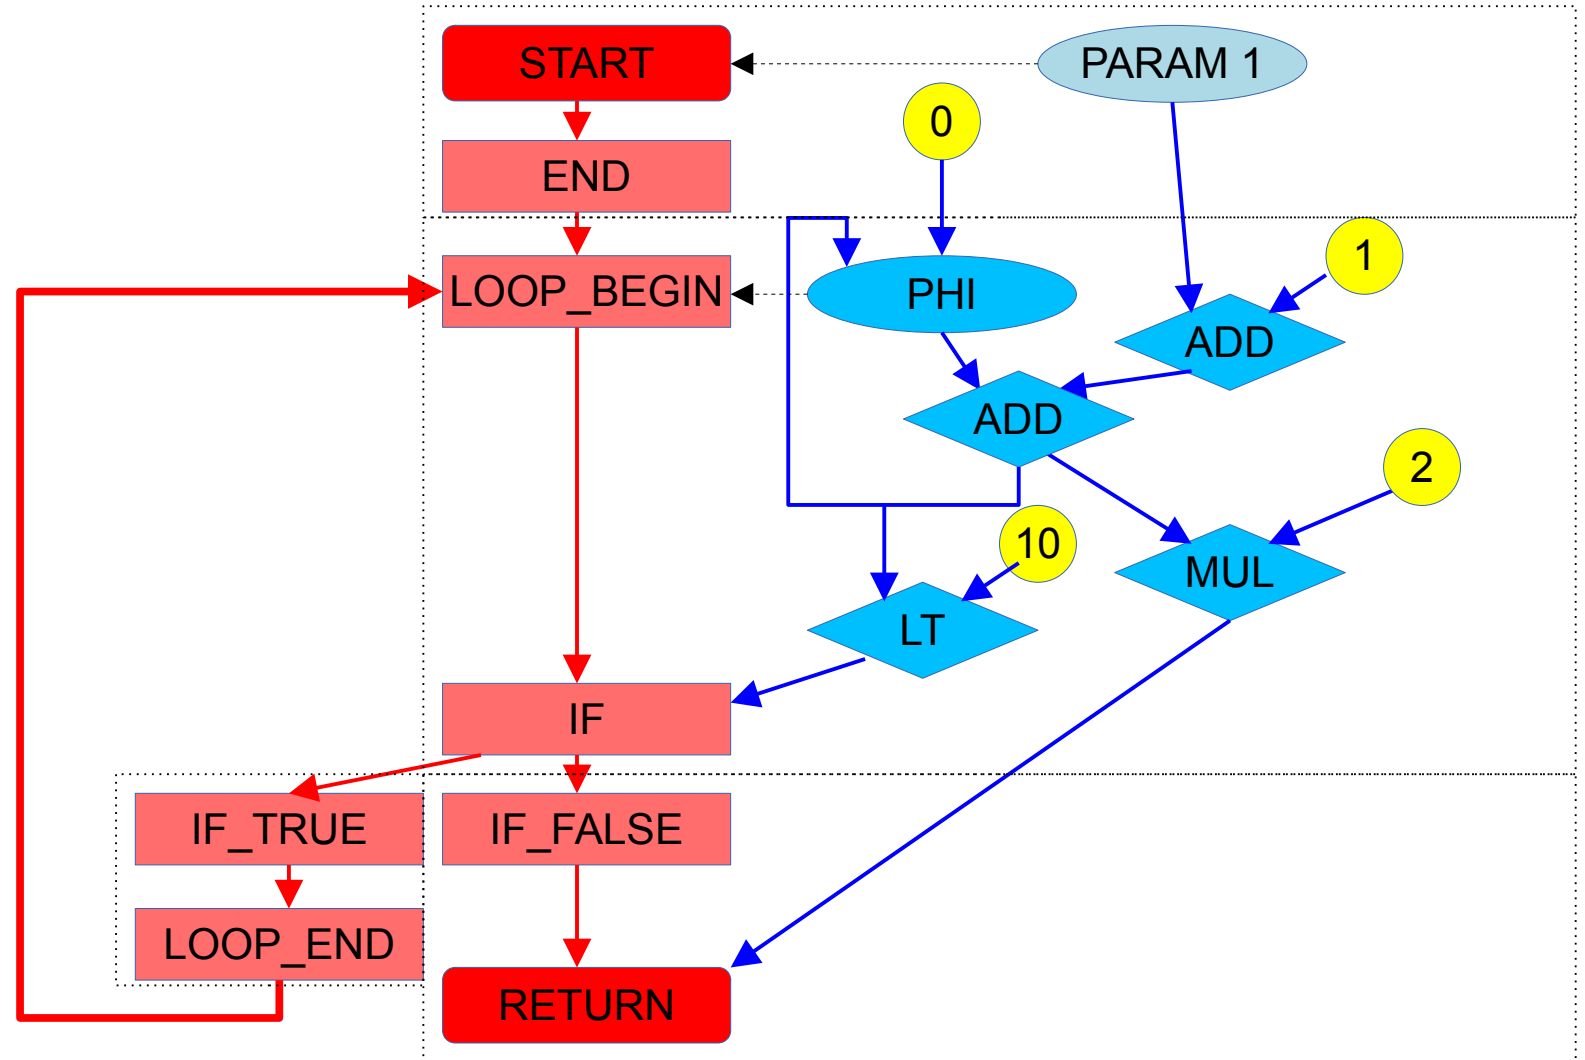 START
PARAM 1
0
END
1
LOOP_BEGIN
PHI
ADD
ADD
2
10
MUL
LT
IF
IF_TRUE
IF_FALSE
LOOP_END
RETURN